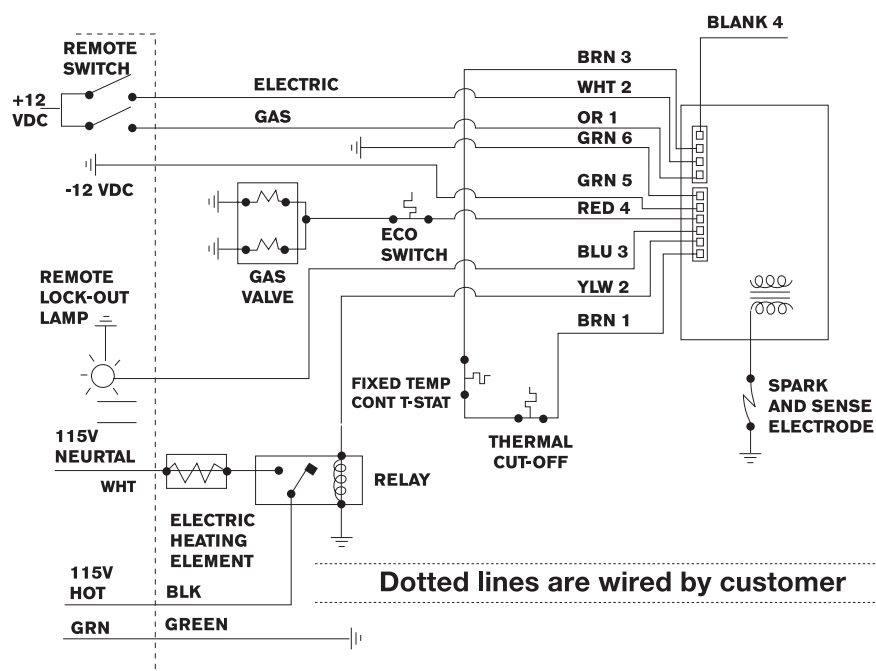 BLANK 4
REMOTE
SWITCH
BRN 3
ELECTRIC
WHT 2
+12
VDC
GAS
OR 1
GRN 6
-12 VDC
GRN 5
RED 4
ECO
SWITCH
BLU 3
GAS
VALVE
REMOTE
LOCK-OUT
LAMP
YLW 2
BRN 1
FIXED TEMP
CONT T-STAT
SPARK
AND SENSE
ELECTRODE
THERMAL
CUT-OFF
115V
NEURTAL
WHT
RELAY
ELECTRIC
HEATING
ELEMENT
115V
HOT
BLK
Dotted lines are wired by customer
GRN
GREEN